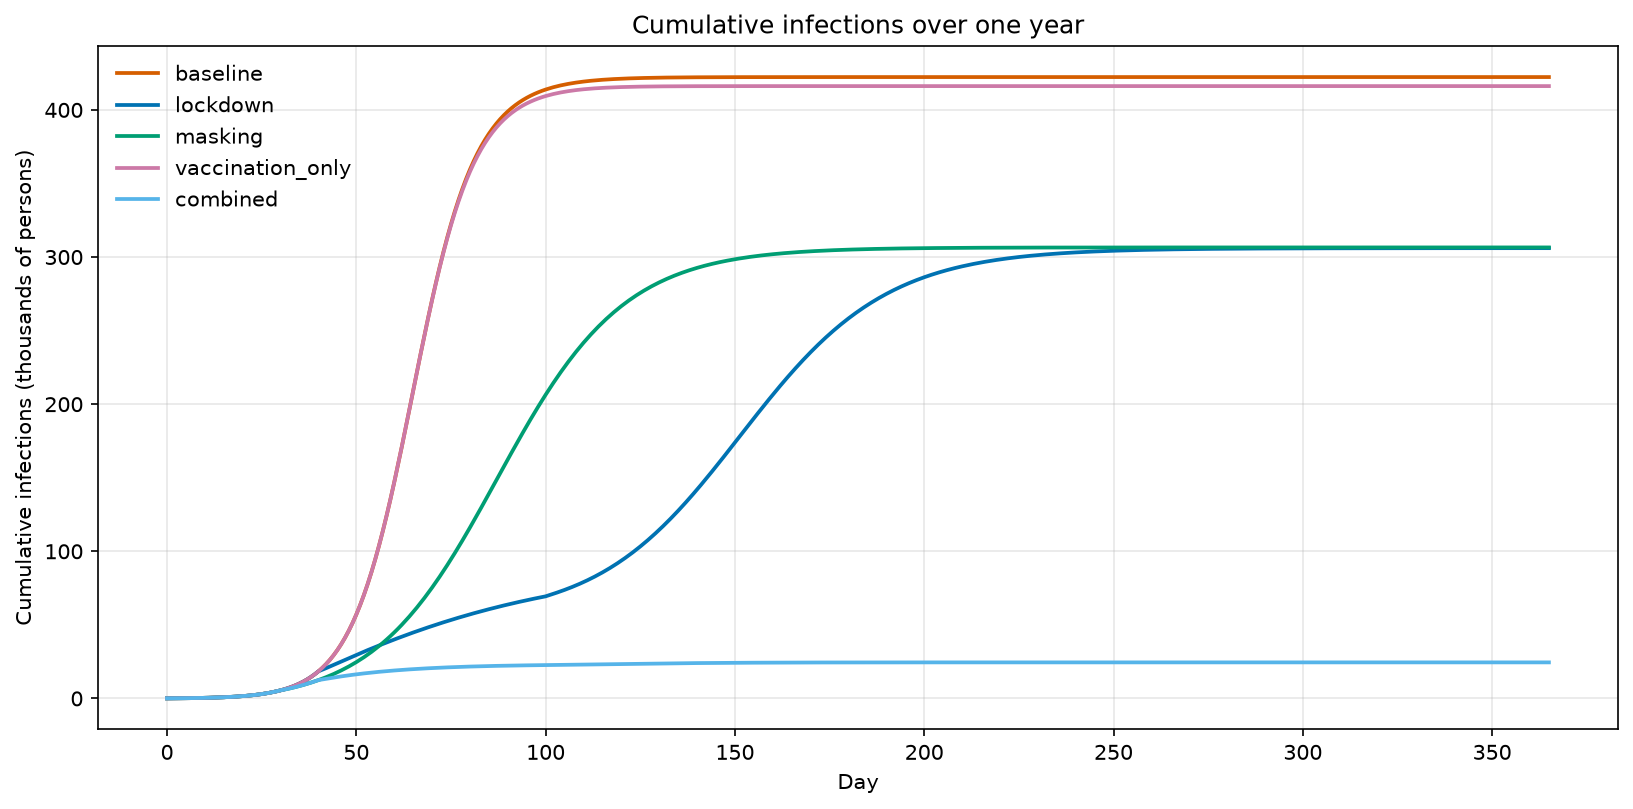 Cumulative infections over one year
baseline
lockdown
masking
vaccination_only
combined
Cumulative infections (thousands of persons)
400
300
200
100
0
0 50 100 150 200 250 300 350
Day